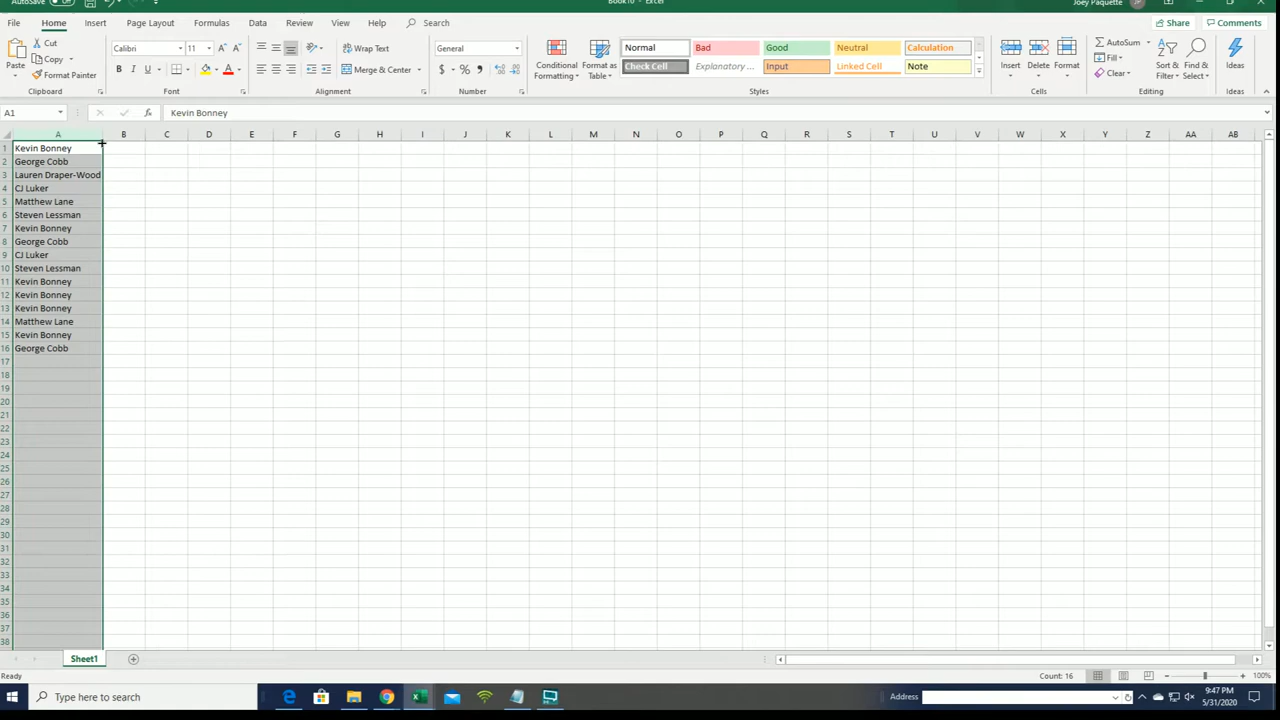 AutoSave Off Book10 - Excel Joey Paquette JP
File Home Insert Page Layout Formulas Data Review View Help Search Share Comments
Paste Cut Copy Format Painter Clipboard
Calibri 11 A A B I U A Font
Wrap Text Merge & Center Alignment
General $ % , Number
Conditional Formatting Format as Table
Normal Bad Good Neutral Calculation
Check Cell Explanatory ... Input Linked Cell Note
Styles
Insert Delete Format Cells
AutoSum Fill Clear Sort & Filter Find & Select Editing
Ideas Ideas
A1 fx Kevin Bonney
A B C D E F G H I J K L M N O P Q R S T U V W X Y Z AA AB
1 Kevin Bonney
2 George Cobb
3 Lauren Draper-Wood
4 CJ Luker
5 Matthew Lane
6 Steven Lessman
7 Kevin Bonney
8 George Cobb
9 CJ Luker
10 Steven Lessman
11 Kevin Bonney
12 Kevin Bonney
13 Kevin Bonney
14 Matthew Lane
15 Kevin Bonney
16 George Cobb
17
18
19
20
21
22
23
24
25
26
27
28
29
30
31
32
33
34
35
36
37
38
Sheet1
Ready Count: 16 100%
Type here to search Address 9:47 PM
5/31/2020